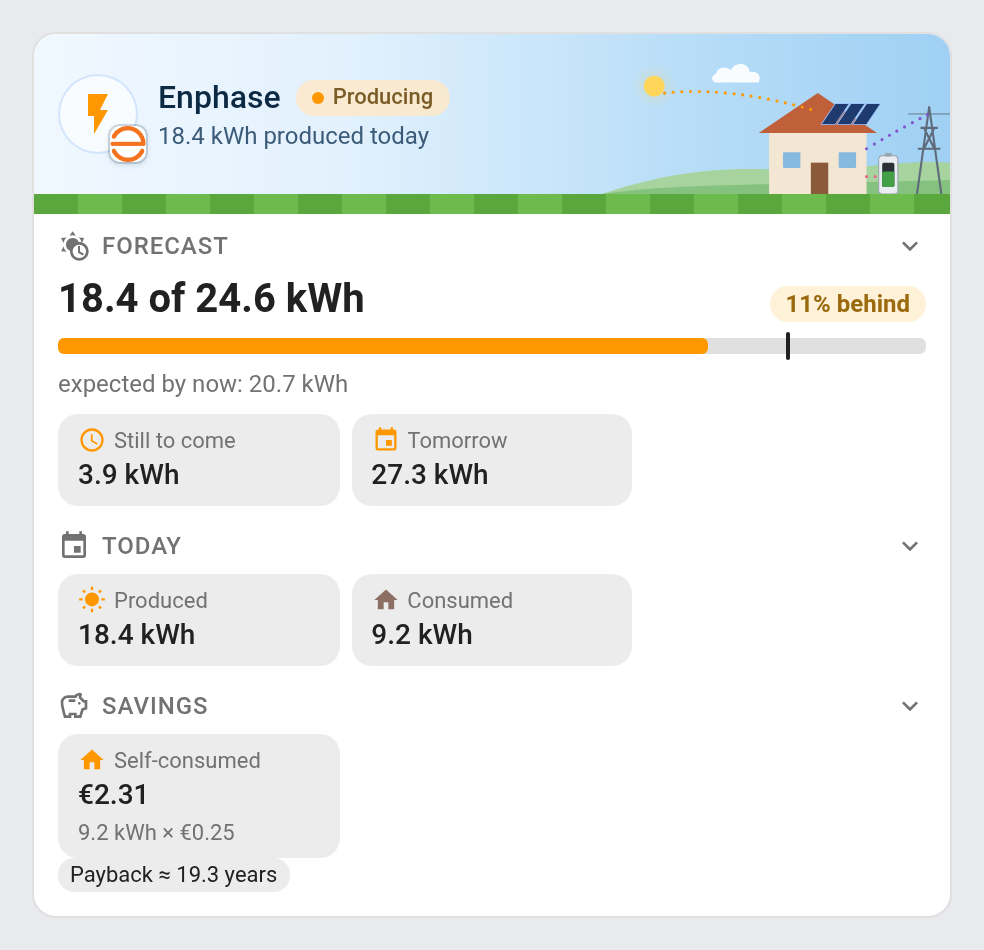 Enphase
Producing
18.4 kWh produced today
FORECAST
18.4 of 24.6 kWh
11% behind
expected by now: 20.7 kWh
Still to come
3.9 kWh
Tomorrow
27.3 kWh
TODAY
Produced
18.4 kWh
Consumed
9.2 kWh
SAVINGS
Self-consumed
€2.31
9.2 kWh × €0.25
Payback ≈ 19.3 years